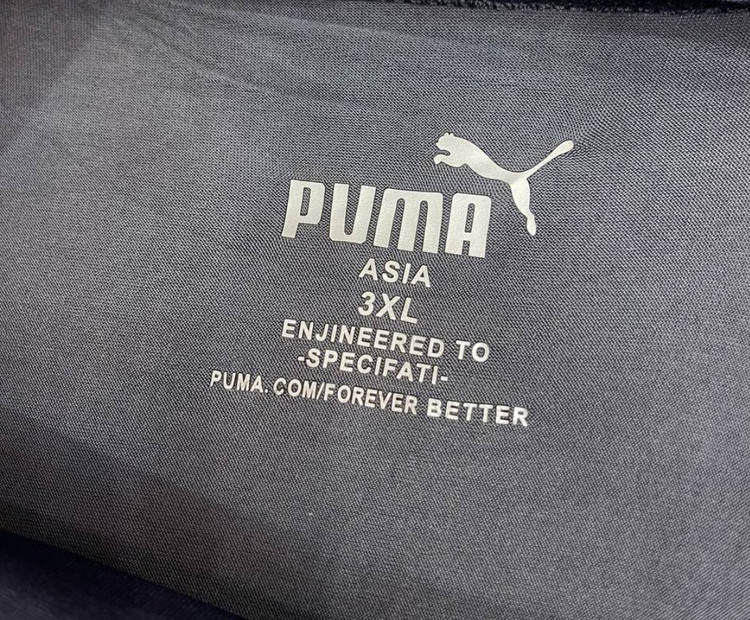 PUMA
ASIA
3XL
ENJINEERED TO
-SPECIFATI-
PUMA.COM/FOREVER BETTER